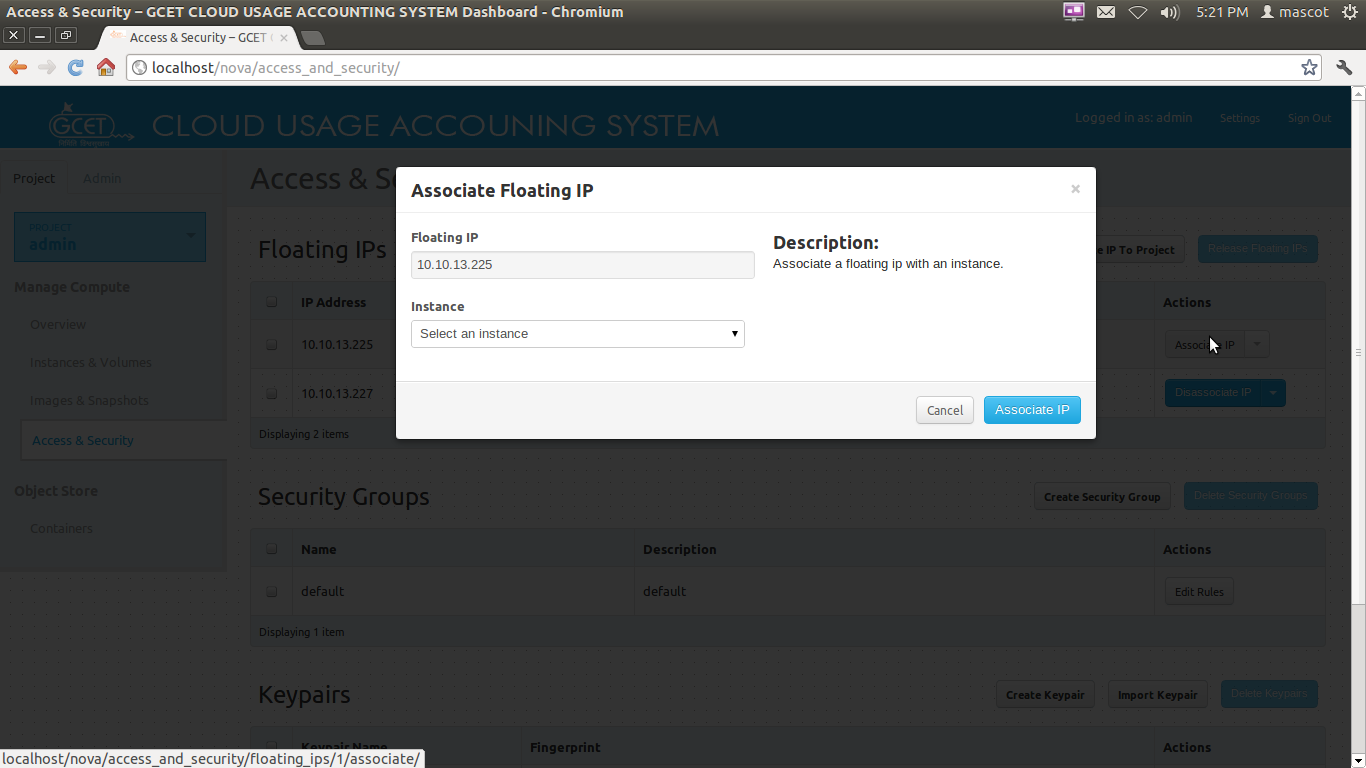 Access & Security – GCET CLOUD USAGE ACCOUNTING SYSTEM Dashboard - Chromium
5:21 PM
mascot
Access & Security – GCET
localhost/nova/access_and_security/
GCET
CLOUD USAGE ACCOUNING SYSTEM
Logged in as: admin
Settings
Sign Out
Project
Admin
PROJECT
admin
Manage Compute
Overview
Instances & Volumes
Images & Snapshots
Access & Security
Object Store
Containers
Access & S
Associate Floating IP
×
Floating IP
10.10.13.225
Instance
Select an instance
Description:
Associate a floating ip with an instance.
Cancel
Associate IP
Floating IPs
IP To Project
Release Floating IPs
IP Address
Actions
10.10.13.225
Associate IP
10.10.13.227
Disassociate IP
Displaying 2 items
Security Groups
Create Security Group
Delete Security Groups
Name
Description
Actions
default
default
Edit Rules
Displaying 1 item
Keypairs
Create Keypair
Import Keypair
Delete Keypairs
Keypair Name
Fingerprint
Actions
localhost/nova/access_and_security/floating_ips/1/associate/